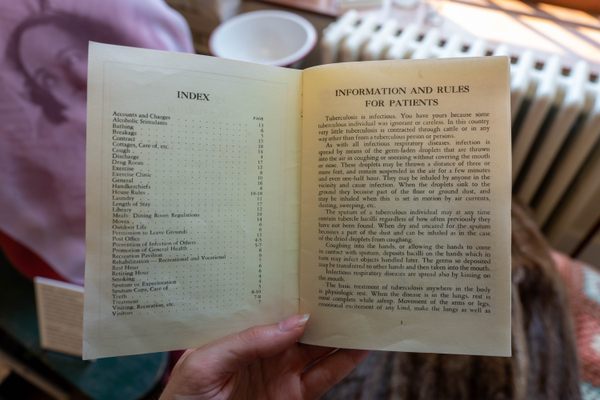 INDEX
PAGE
Accounts and Charges
Alcoholic Stimulants
Bathing 13
Breakage 6
Contract 5
Cottages, Care of, etc. 17
Cough
Discharge
Drug Room
Exercise
Exercise Clinic
General
Handkerchiefs
House Rules
Laundry
Length of Stay
Library
Meals: Dining Room Regulations
Moves
Outdoor Life
Permission to Leave Grounds
Post Office
Prevention of Infection of Others 4-5
Promotion of General Health 5-7
Recreation Pavilion
Rehabilitation—Recreational and Vocational
Rest Hour
Retiring Hour
Smoking
Sputum or Expectoration
Sputum Cups, Care of
Teeth
Treatment
Visiting, Recreation, etc.
Visitors
INFORMATION AND RULES
FOR PATIENTS
Tuberculosis is infectious. You have yours because some
tuberculous individual was ignorant or careless. In this country
very little tuberculosis is contracted through cattle or in any
way other than from a tuberculous person or persons.
As with all infectious respiratory diseases, infection is
spread by means of the germ-laden droplets that are thrown
into the air in coughing or sneezing without covering the mouth
or nose. These droplets may be thrown a distance of three or
more feet, and remain suspended in the air for a few minutes
and even one-half hour. They may be inhaled by anyone in the
vicinity and cause infection. When the droplets sink to the
ground they become part of the floor or ground dust, and
may be inhaled when this is set in motion by air currents,
dusting, sweeping, etc.
The sputum of a tuberculous individual may at any time
contain tubercle bacilli regardless of how often previously they
have not been found. When dry and uncared for the sputum
becomes a part of the dust and can be inhaled as in the case
of the dried droplets from coughing.
Coughing into the hands, or allowing the hands to come
in contact with sputum, deposits bacilli on the hands which in
turn may infect objects handled later. The germs so deposited
may be transferred to other hands and then taken into the mouth.
Infectious respiratory diseases are spread also by kissing on
the mouth.
The basic treatment of tuberculosis anywhere in the body
is physiologic rest. When the disease is in the lungs, rest is
most complete while asleep. Movement of the arms or legs,
emotional excitement of any kind, make the lungs as well as
1